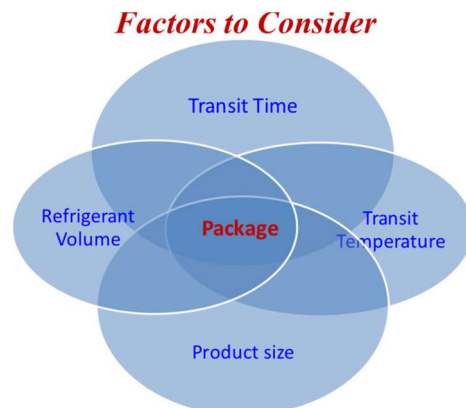 Factors to Consider
Transit Time
Refrigerant
Volume
Package
Transit
Temperature
Product size